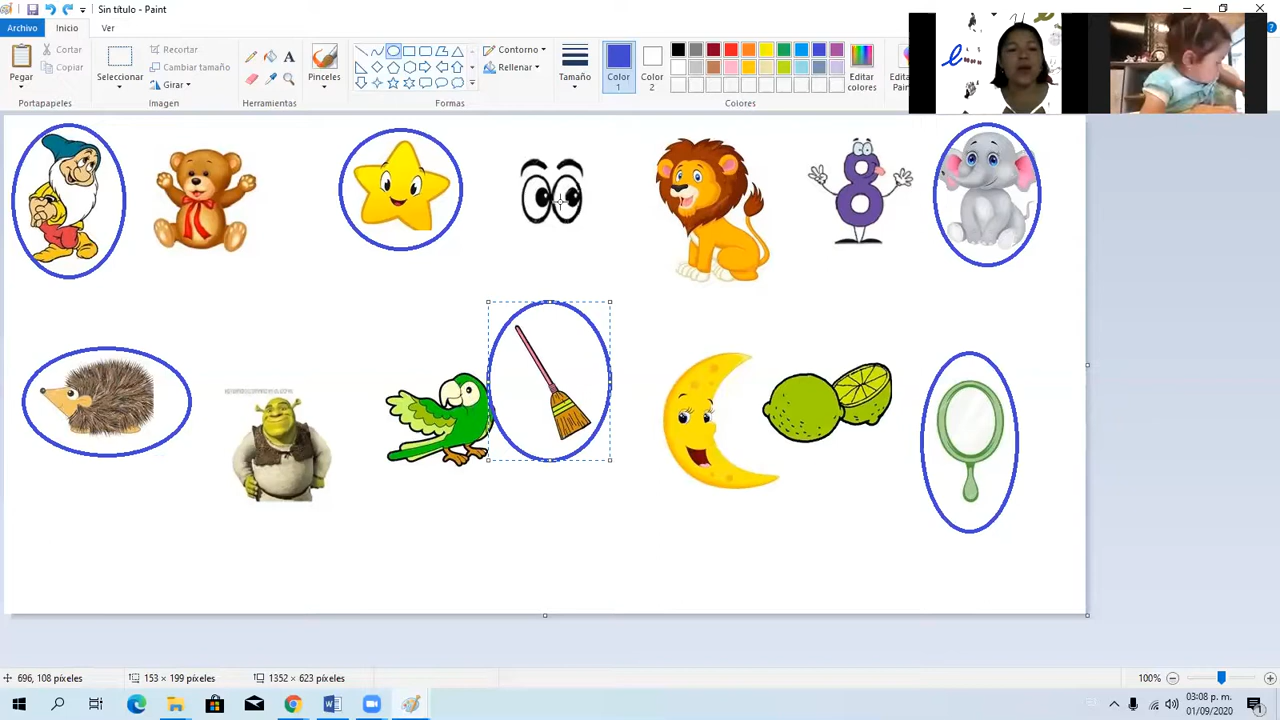 Sin título - Paint
Archivo Inicio Ver
Pegar
Cortar
Copiar
Portapapeles
Seleccionar
Recortar
Cambiar tamaño
Girar
Imagen
Herramientas
Pinceles
Contorno
Rellenar
Formas
Tamaño
Color 1
Color 2
Editar colores
Colores
Editar
8
696, 108 píxeles
153 × 199 píxeles
1352 × 623 píxeles
100%
03:08 p. m.
01/09/2020